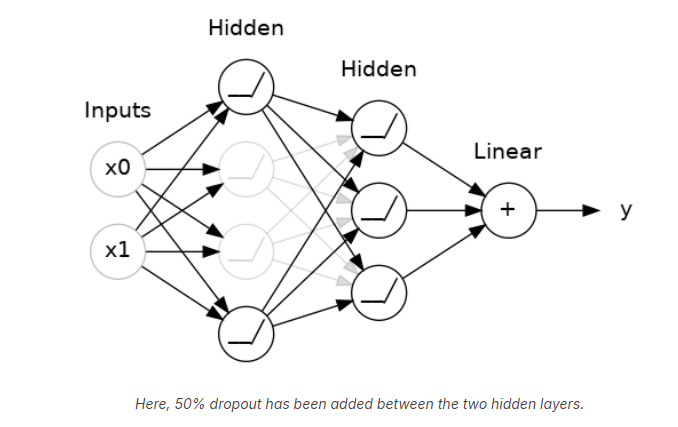 Hidden
Hidden
Inputs
Linear
x0
x1
+
y
Here, 50% dropout has been added between the two hidden layers.